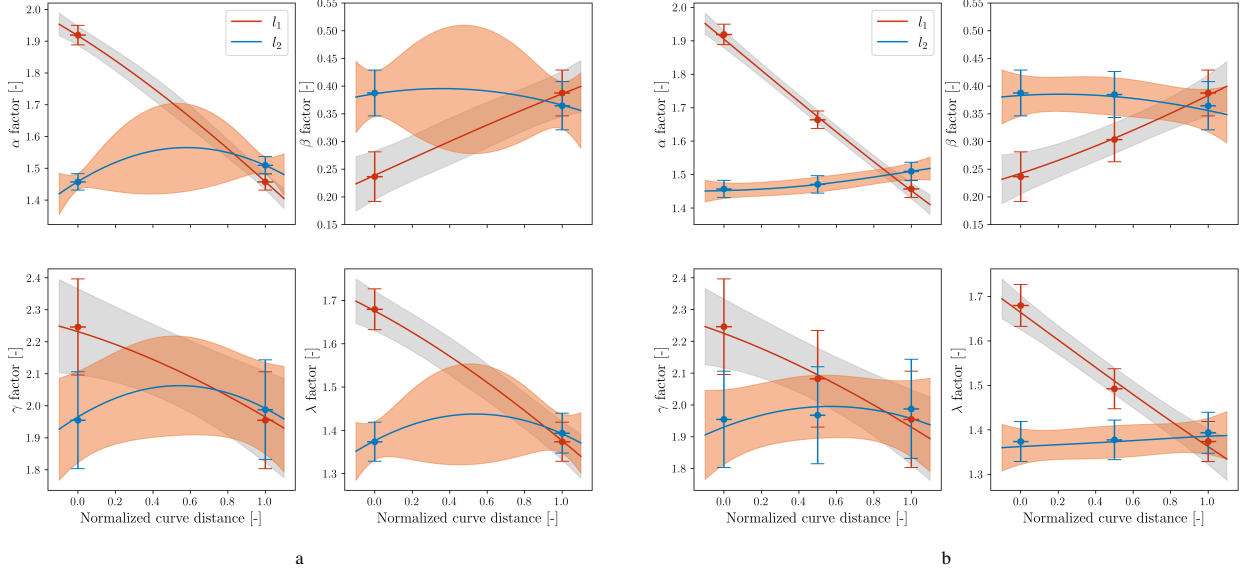 2.0
1.9
1.8
1.7
1.6
1.5
1.4
α factor [-]
l₁
l₂
0.55
0.50
0.45
0.40
0.35
0.30
0.25
0.20
0.15
β factor [-]
2.4
2.3
2.2
2.1
2.0
1.9
1.8
γ factor [-]
0.0 0.2 0.4 0.6 0.8 1.0
Normalized curve distance [-]
1.7
1.6
1.5
1.4
1.3
λ factor [-]
0.0 0.2 0.4 0.6 0.8 1.0
Normalized curve distance [-]
a
2.0
1.9
1.8
1.7
1.6
1.5
1.4
α factor [-]
l₁
l₂
0.55
0.50
0.45
0.40
0.35
0.30
0.25
0.20
0.15
β factor [-]
2.4
2.3
2.2
2.1
2.0
1.9
1.8
γ factor [-]
0.0 0.2 0.4 0.6 0.8 1.0
Normalized curve distance [-]
1.7
1.6
1.5
1.4
1.3
λ factor [-]
0.0 0.2 0.4 0.6 0.8 1.0
Normalized curve distance [-]
b